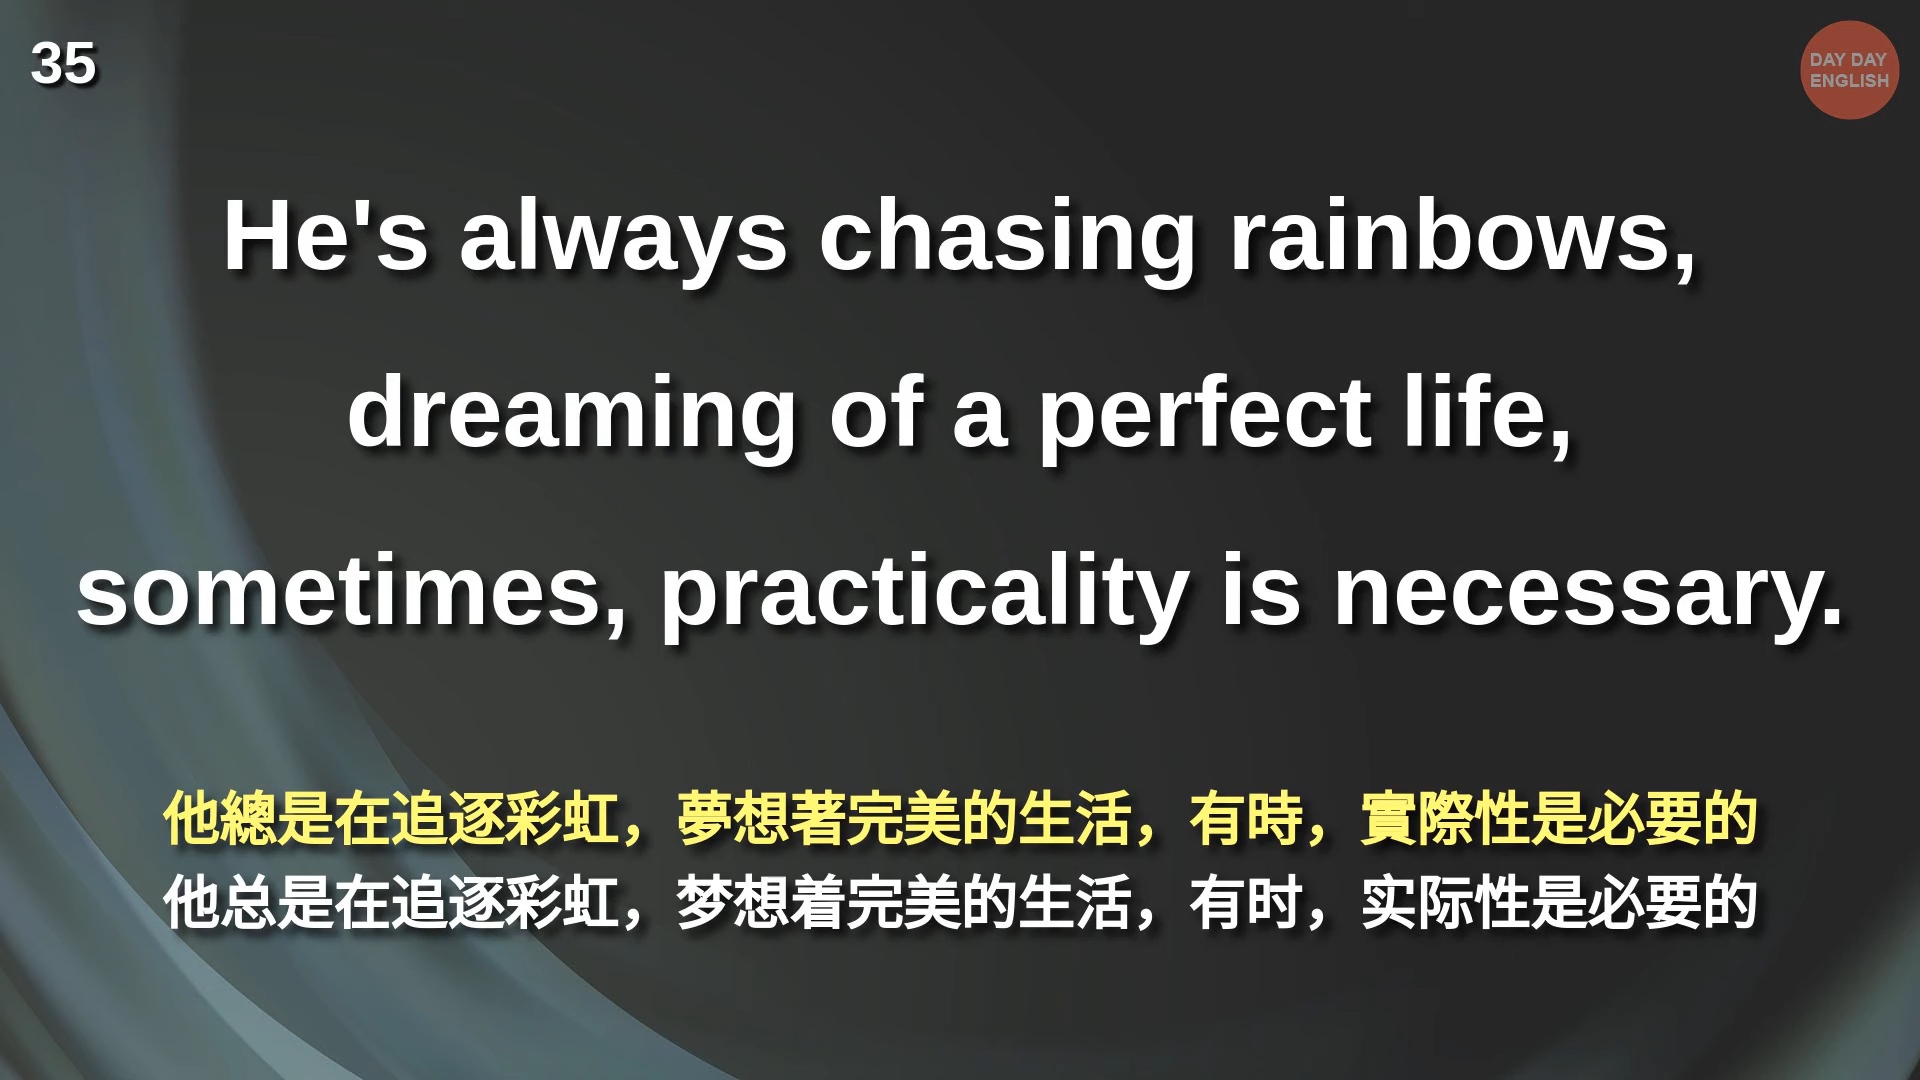 35
DAY DAY
ENGLISH
He's always chasing rainbows,
dreaming of a perfect life,
sometimes, practicality is necessary.
他總是在追逐彩虹，夢想著完美的生活，有時，實際性是必要的
他总是在追逐彩虹，梦想着完美的生活，有时，实际性是必要的